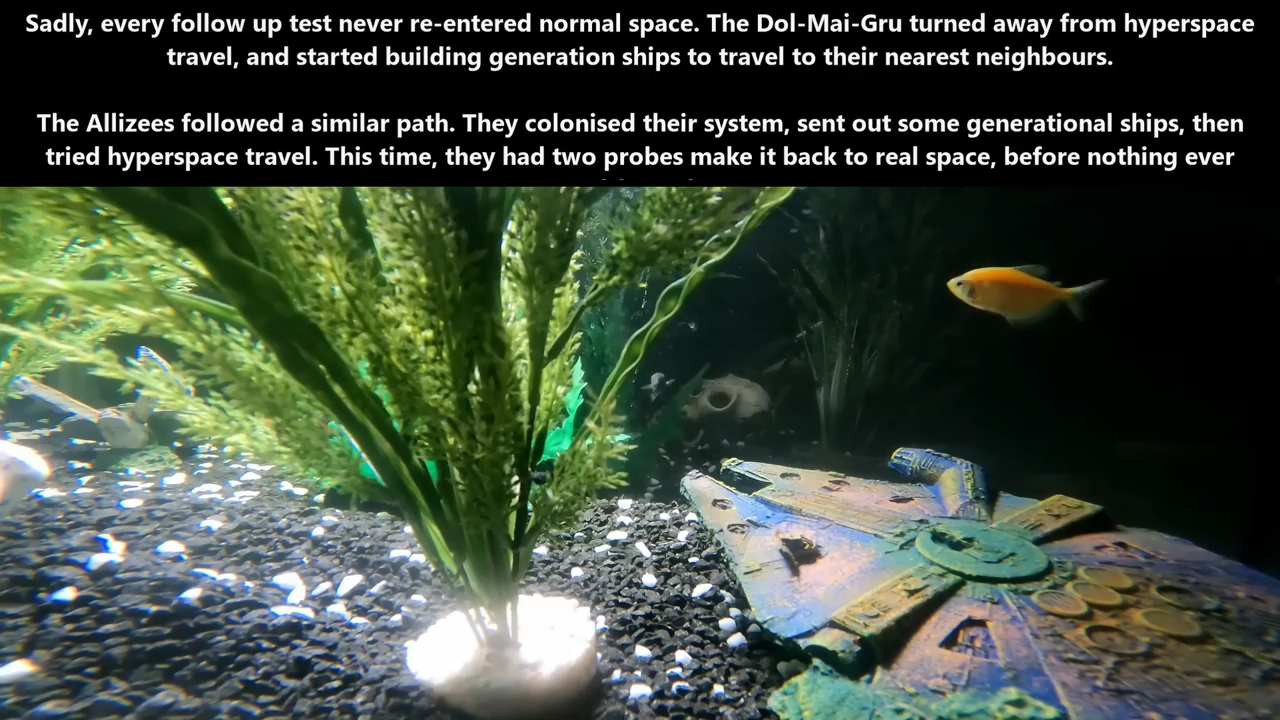 Sadly, every follow up test never re-entered normal space. The Dol-Mai-Gru turned away from hyperspace
travel, and started building generation ships to travel to their nearest neighbours.
The Allizees followed a similar path. They colonised their system, sent out some generational ships, then
tried hyperspace travel. This time, they had two probes make it back to real space, before nothing ever